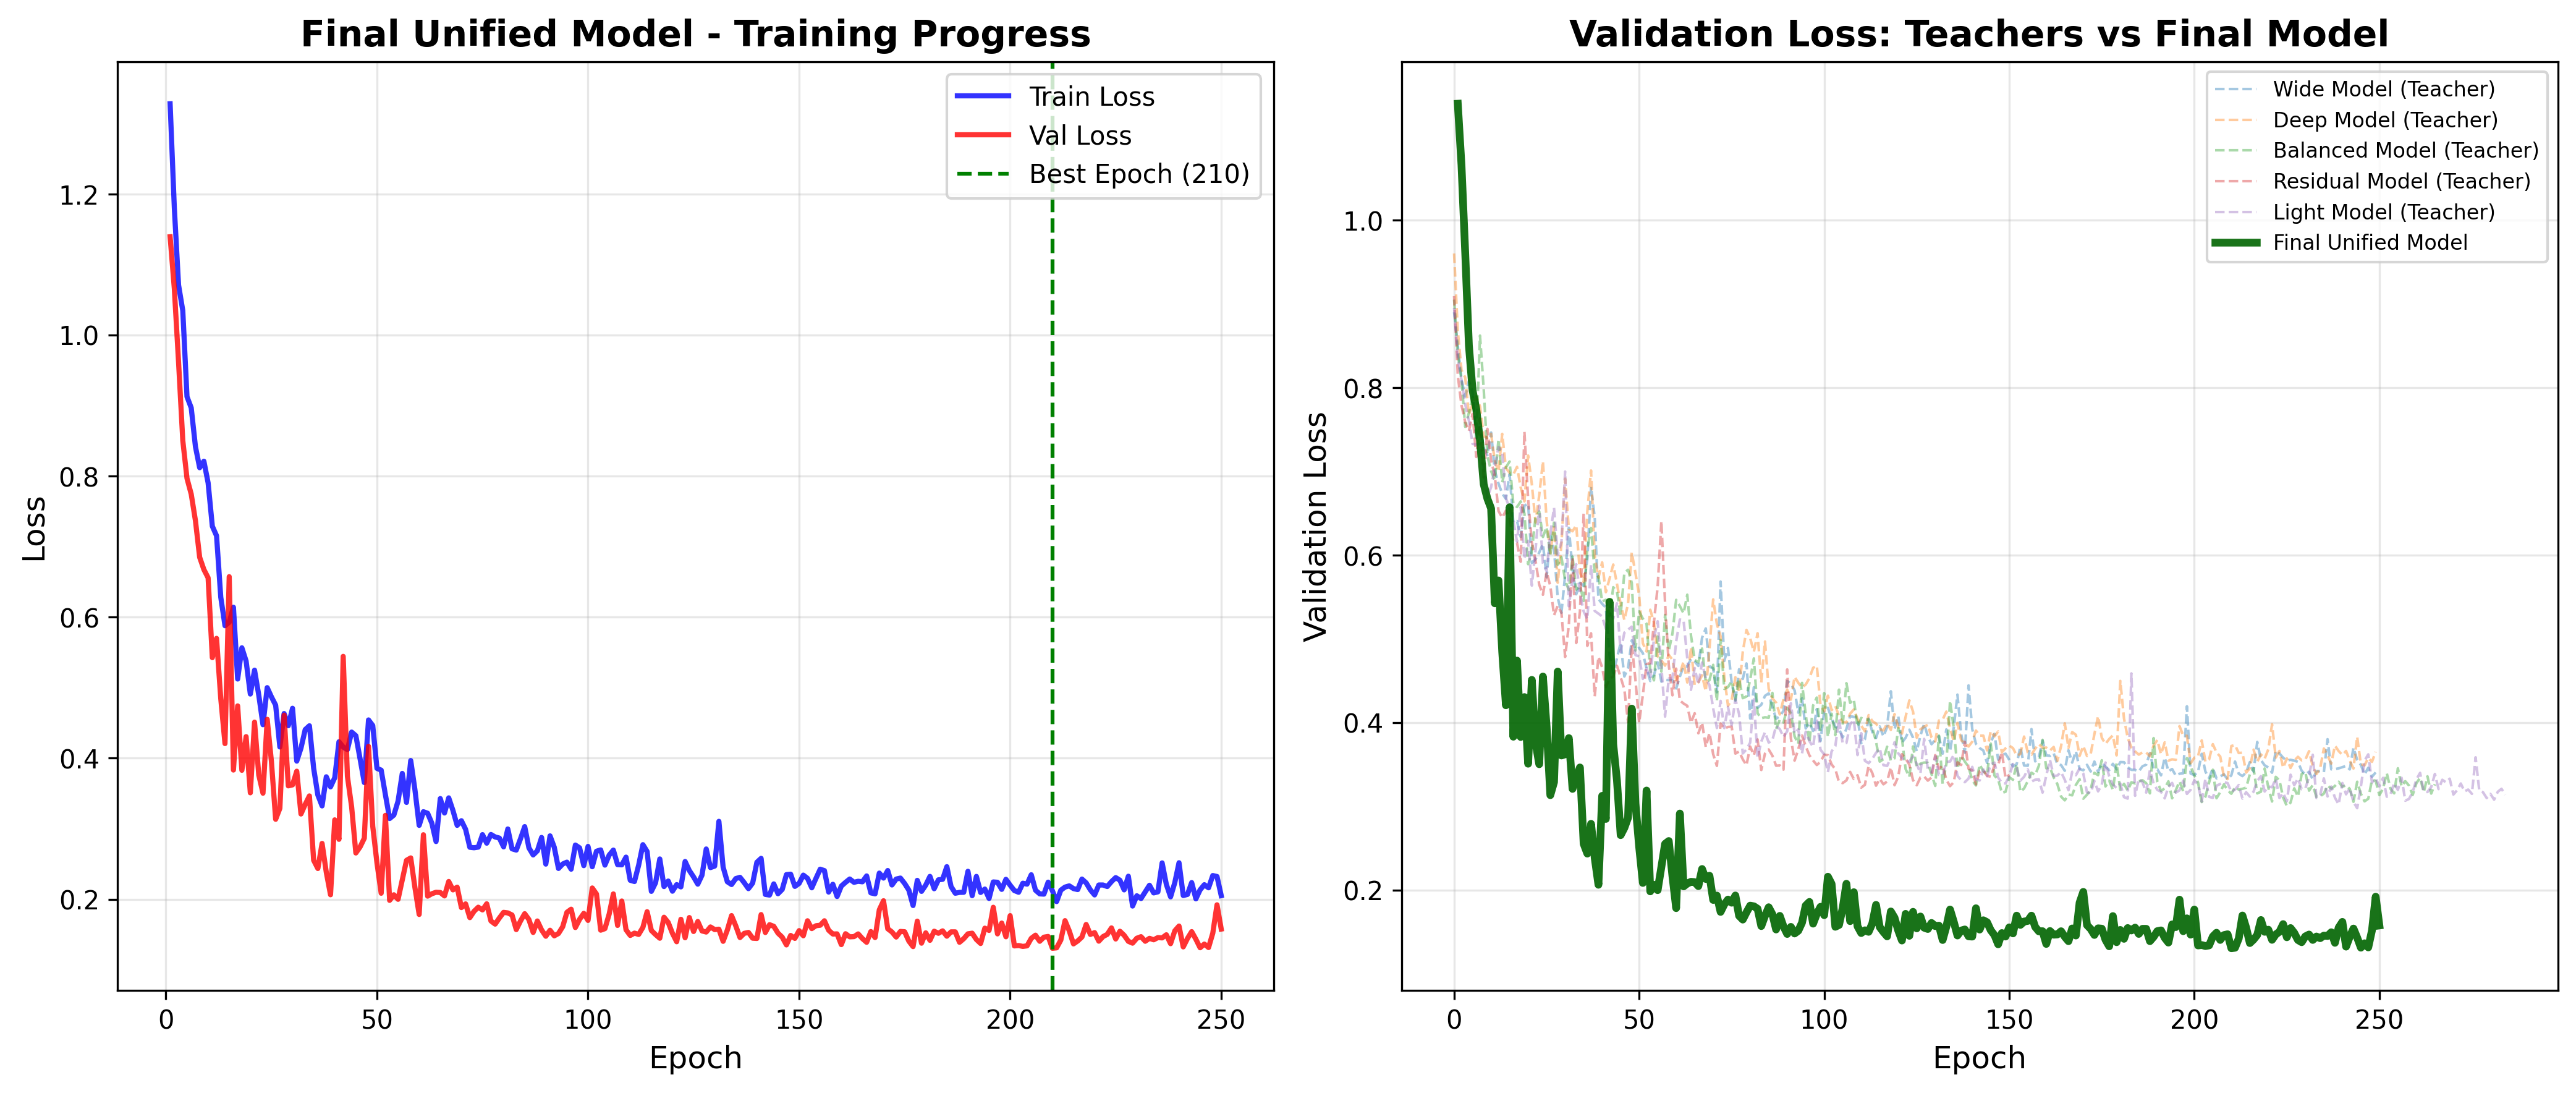 Final Unified Model - Training Progress
Train Loss
Val Loss
Best Epoch (210)
Loss
1.2
1.0
0.8
0.6
0.4
0.2
0
50
100
150
200
250
Epoch
Validation Loss: Teachers vs Final Model
Wide Model (Teacher)
Deep Model (Teacher)
Balanced Model (Teacher)
Residual Model (Teacher)
Light Model (Teacher)
Final Unified Model
Validation Loss
1.0
0.8
0.6
0.4
0.2
0
50
100
150
200
250
Epoch